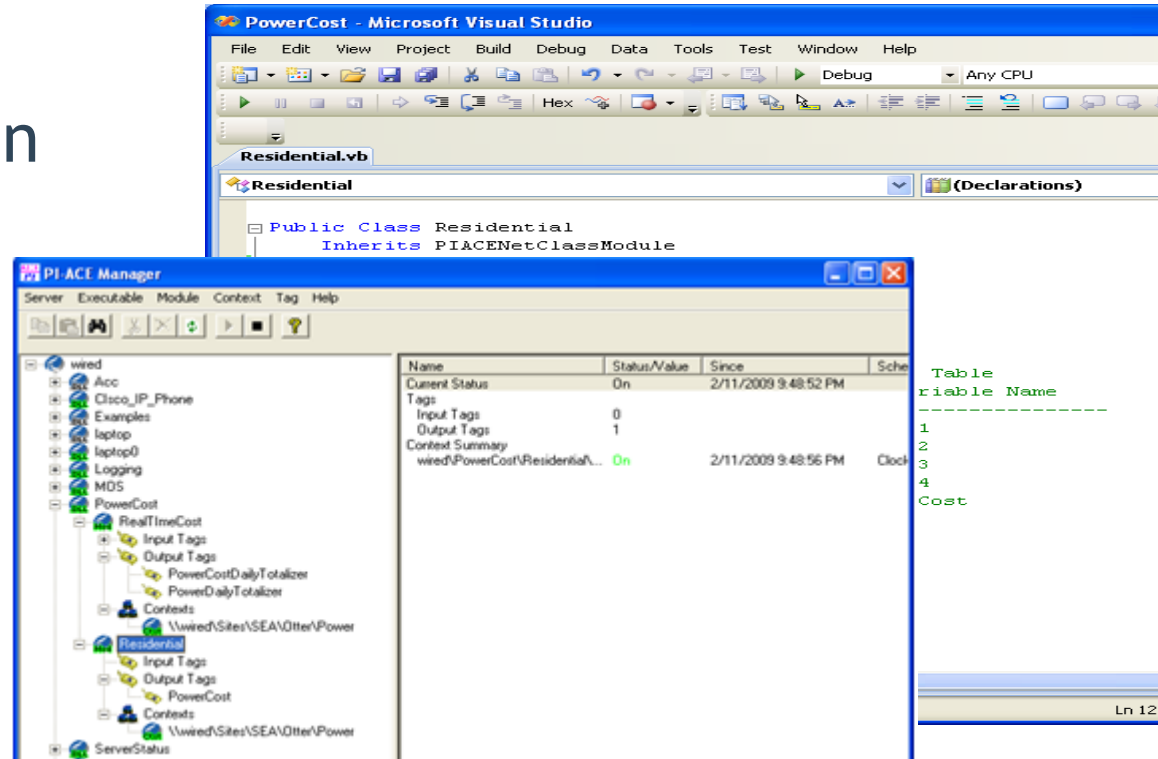 n
PowerCost - Microsoft Visual Studio
File Edit View Project Build Debug Data Tools Test Window Help
Debug Any CPU
Hex
Residential.vb
Residential (Declarations)
Public Class Residential
Inherits PIACENetClassModule
Table
riable Name
---------------
1
2
3
4
Cost
Ln 12
PI-ACE Manager
Server Executable Module Context Tag Help
wired
Acc
CIsco_IP_Phone
Examples
laptop
laptop0
Logging
MDS
PowerCost
RealTImeCost
Input Tags
Output Tags
PowerCostDailyTotalizer
PowerDailyTotalizer
Contexts
\\wired\Sites\SEA\Otter\Power
Residential
Input Tags
Output Tags
PowerCost
Contexts
\\wired\Sites\SEA\Otter\Power
ServerStatus
Name Status/Value Since Sche
Current Status On 2/11/2009 9:48:52 PM
Tags
Input Tags 0
Output Tags 1
Context Summary
wired\PowerCost\Residential\... On 2/11/2009 9:48:56 PM Clock